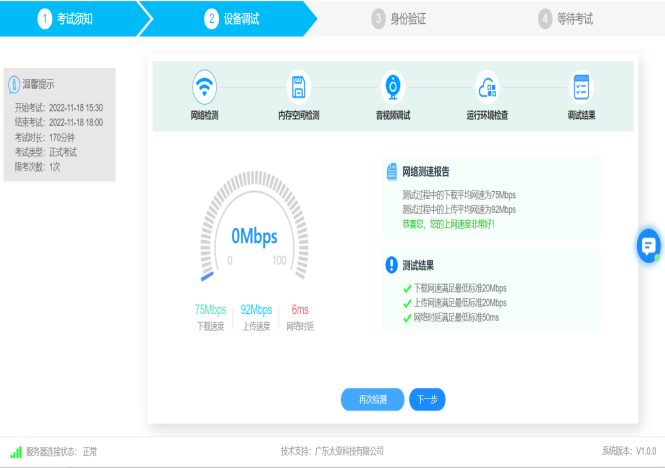 1 考试须知
2 设备调试
3 身份验证
4 等待考试
温馨提示
开始考试：2022-11-18 15:30
结束考试：2022-11-18 18:00
考试时长：170分钟
考试类型：正式考试
限考次数：1次
网络检测
内存空间检测
音视频调试
运行环境检查
调试结果
0Mbps
0
100
75Mbps
下载速度
92Mbps
上传速度
6ms
网络时延
网络测速报告
测试过程中的下载平均网速为75Mbps
测试过程中的上传平均网速为92Mbps
恭喜您，您的上网速度非常好！
测试结果
下载网速满足最低标准20Mbps
上传网速满足最低标准20Mbps
网络时延满足最低标准50ms
再次检测
下一步
服务器连接状态：正常
技术支持：广东太亚科技有限公司
系统版本：V1.0.0